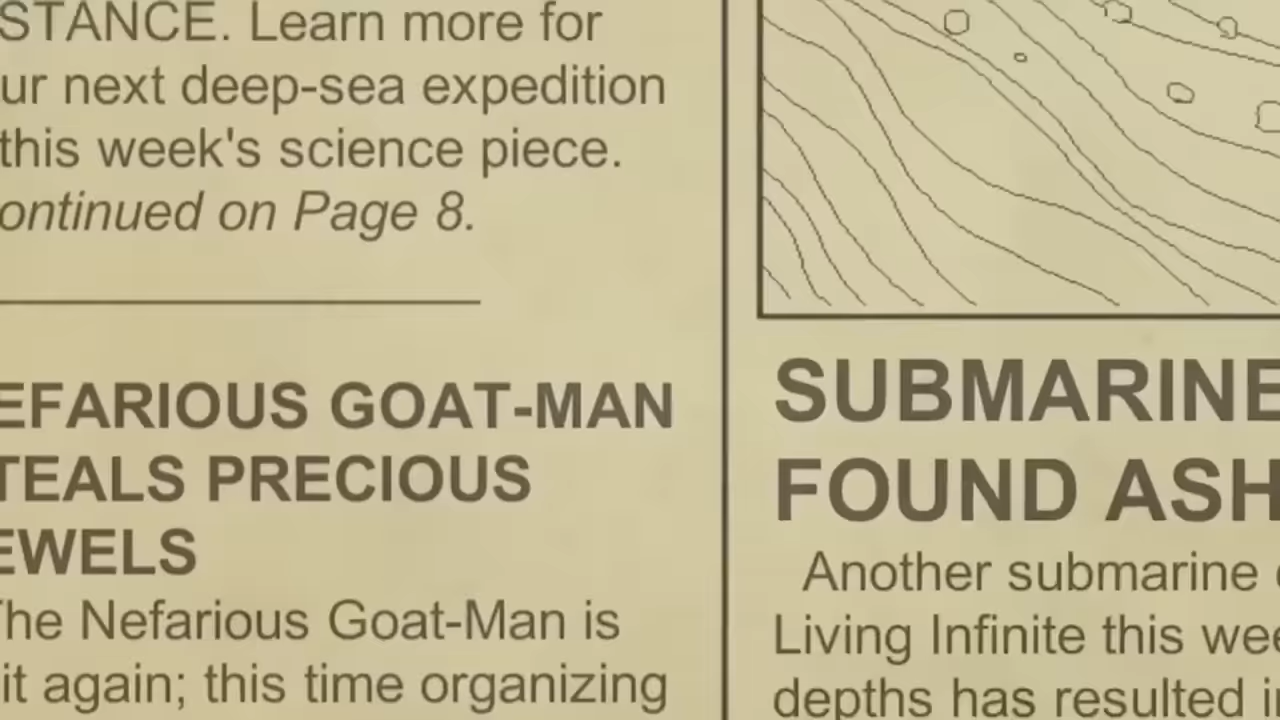 STANCE. Learn more for
ur next deep-sea expedition
this week's science piece.
ontinued on Page 8.
EFARIOUS GOAT-MAN
TEALS PRECIOUS
EWELS
The Nefarious Goat-Man is
it again; this time organizing
SUBMARINE
FOUND ASH
Another submarine
Living Infinite this wee
depths has resulted i